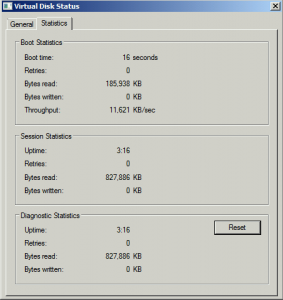 Virtual Disk Status
General Statistics
Boot Statistics
Boot time: 16 seconds
Retries: 0
Bytes read: 185,938 KB
Bytes written: 0 KB
Throughput: 11,621 KB/sec
Session Statistics
Uptime: 3:16
Retries: 0
Bytes read: 827,886 KB
Bytes written: 0 KB
Diagnostic Statistics
Uptime: 3:16 Reset
Retries: 0
Bytes read: 827,886 KB
Bytes written: 0 KB